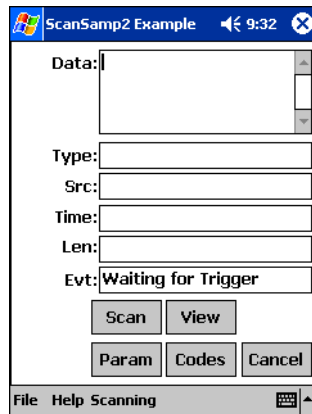 ScanSamp2 Example 9:32
Data:
Type:
Src:
Time:
Len:
Evt: Waiting for Trigger
Scan View
Param Codes Cancel
File Help Scanning